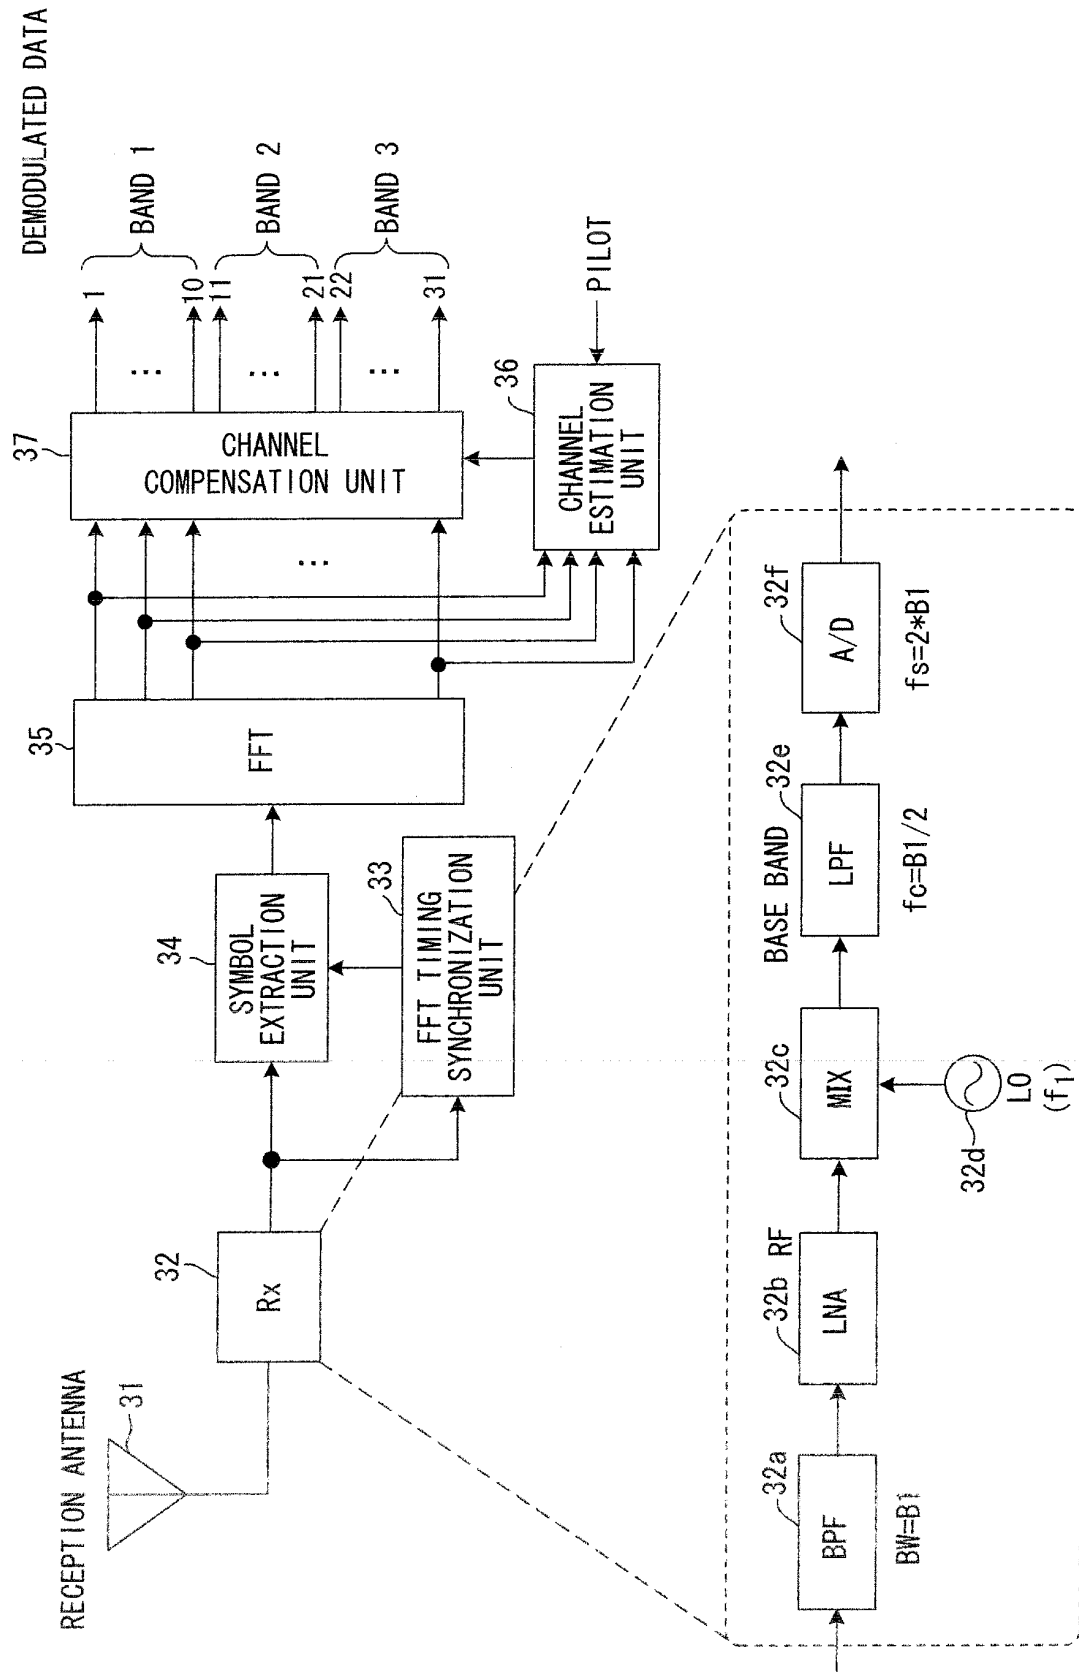 DEMODULATED DATA
RECEPTION ANTENNA
31
32
Rx
34
SYMBOL
EXTRACTION
UNIT
33
FFT TIMING
SYNCHRONIZATION
UNIT
35
FFT
...
37
CHANNEL
COMPENSATION UNIT
36
CHANNEL
ESTIMATION
UNIT
PILOT
1
...
10
BAND 1
11
...
21
BAND 2
22
...
31
BAND 3
32a
BPF
BW=B1
32b
RF
LNA
32c
MIX
32d
LO
(f1)
BASE BAND
32e
LPF
fc=B1/2
32f
A/D
fs=2*B1